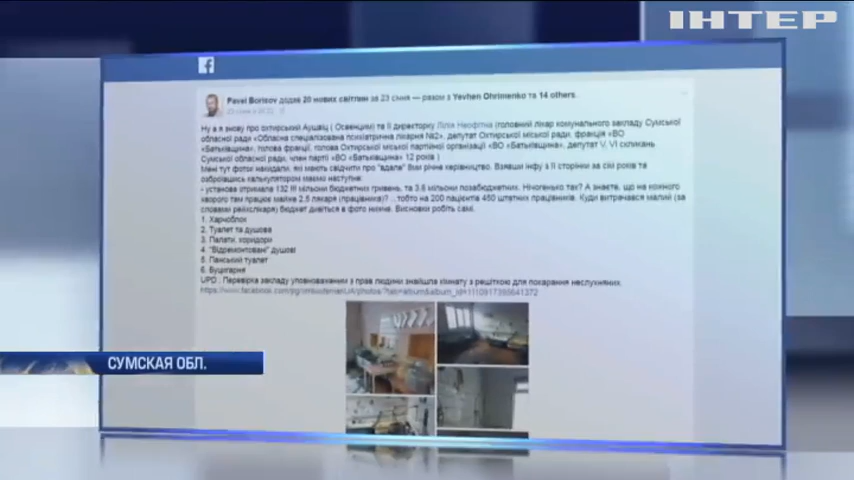 ІНТЕР
f
Pavel Borisov додав 20 нових світлин за 23 січня — разом з Yevhen Ohrimenko та 14 others.
Ну а я знову про охтирський Аушвіц ( Освенцим) та її директорку Лілія Неофітна (головний лікар комунального закладу Сумської
обласної ради «Обласна спеціалізована психіатрична лікарня №2», депутат Охтирської міської ради, фракція «ВО
«Батьківщина», голова фракції, голова Охтирської міської партійної організації «ВО «Батьківщина», депутат V, VI скликань
Сумської обласної ради, член партії «ВО «Батьківщина» 12 років )
Мені тут фоток накидали, які мають свідчити про "вдале" 8ми річне керівництво. Взявши інфу з її сторінки за сім років та
озброївшись калькулятором маємо наступне:
- установа отримала 132 !!! мільони бюджетних гривень, та 3.6 мільони позабюджетних. Нічогенько так? А знаєте, що на кожного
хворого там працює майже 2,5 лікаря (працівника)? ...тобто на 200 пацієнтів 450 штатних працівників. Куди витрачався малий (за
словами рейхслікаря) бюджет дивіться в фото нижче. Висновки робіть самі.
1. Харчоблок
2. Туалет та душова
3. Палати, коридори
4. "Відремонтовані" душові
5. Панський туалет
6. Буцигарня
UPD : Перевірка закладу уповноваженим з прав людини знайшла кімнату з решіткою для покарання неслухняних.
СУМСКАЯ ОБЛ.